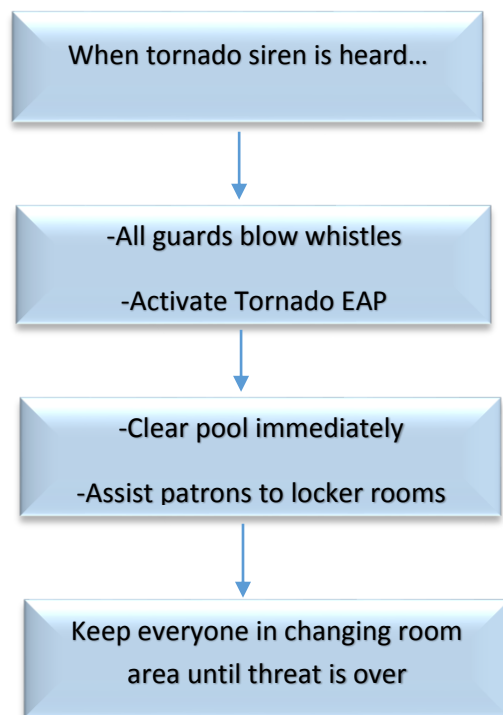 When tornado siren is heard…
-All guards blow whistles
-Activate Tornado EAP
-Clear pool immediately
-Assist patrons to locker rooms
Keep everyone in changing room
area until threat is over